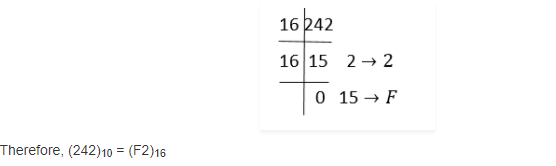 16 242
16 15 2 → 2
0 15 → F
Therefore, (242)10 = (F2)16